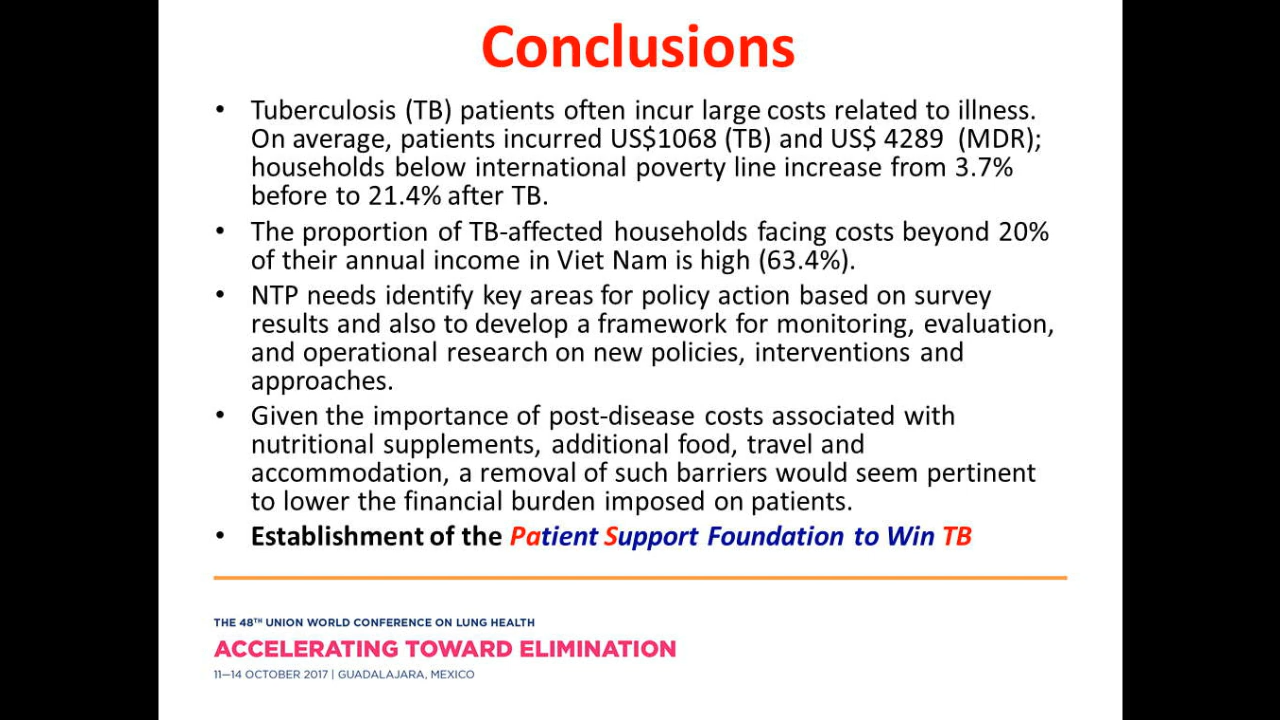 Conclusions
• Tuberculosis (TB) patients often incur large costs related to illness.
On average, patients incurred US$1068 (TB) and US$ 4289 (MDR);
households below international poverty line increase from 3.7%
before to 21.4% after TB.
• The proportion of TB-affected households facing costs beyond 20%
of their annual income in Viet Nam is high (63.4%).
• NTP needs identify key areas for policy action based on survey
results and also to develop a framework for monitoring, evaluation,
and operational research on new policies, interventions and
approaches.
• Given the importance of post-disease costs associated with
nutritional supplements, additional food, travel and
accommodation, a removal of such barriers would seem pertinent
to lower the financial burden imposed on patients.
• Establishment of the Patient Support Foundation to Win TB
THE 48TH UNION WORLD CONFERENCE ON LUNG HEALTH
ACCELERATING TOWARD ELIMINATION
11–14 OCTOBER 2017 | GUADALAJARA, MEXICO